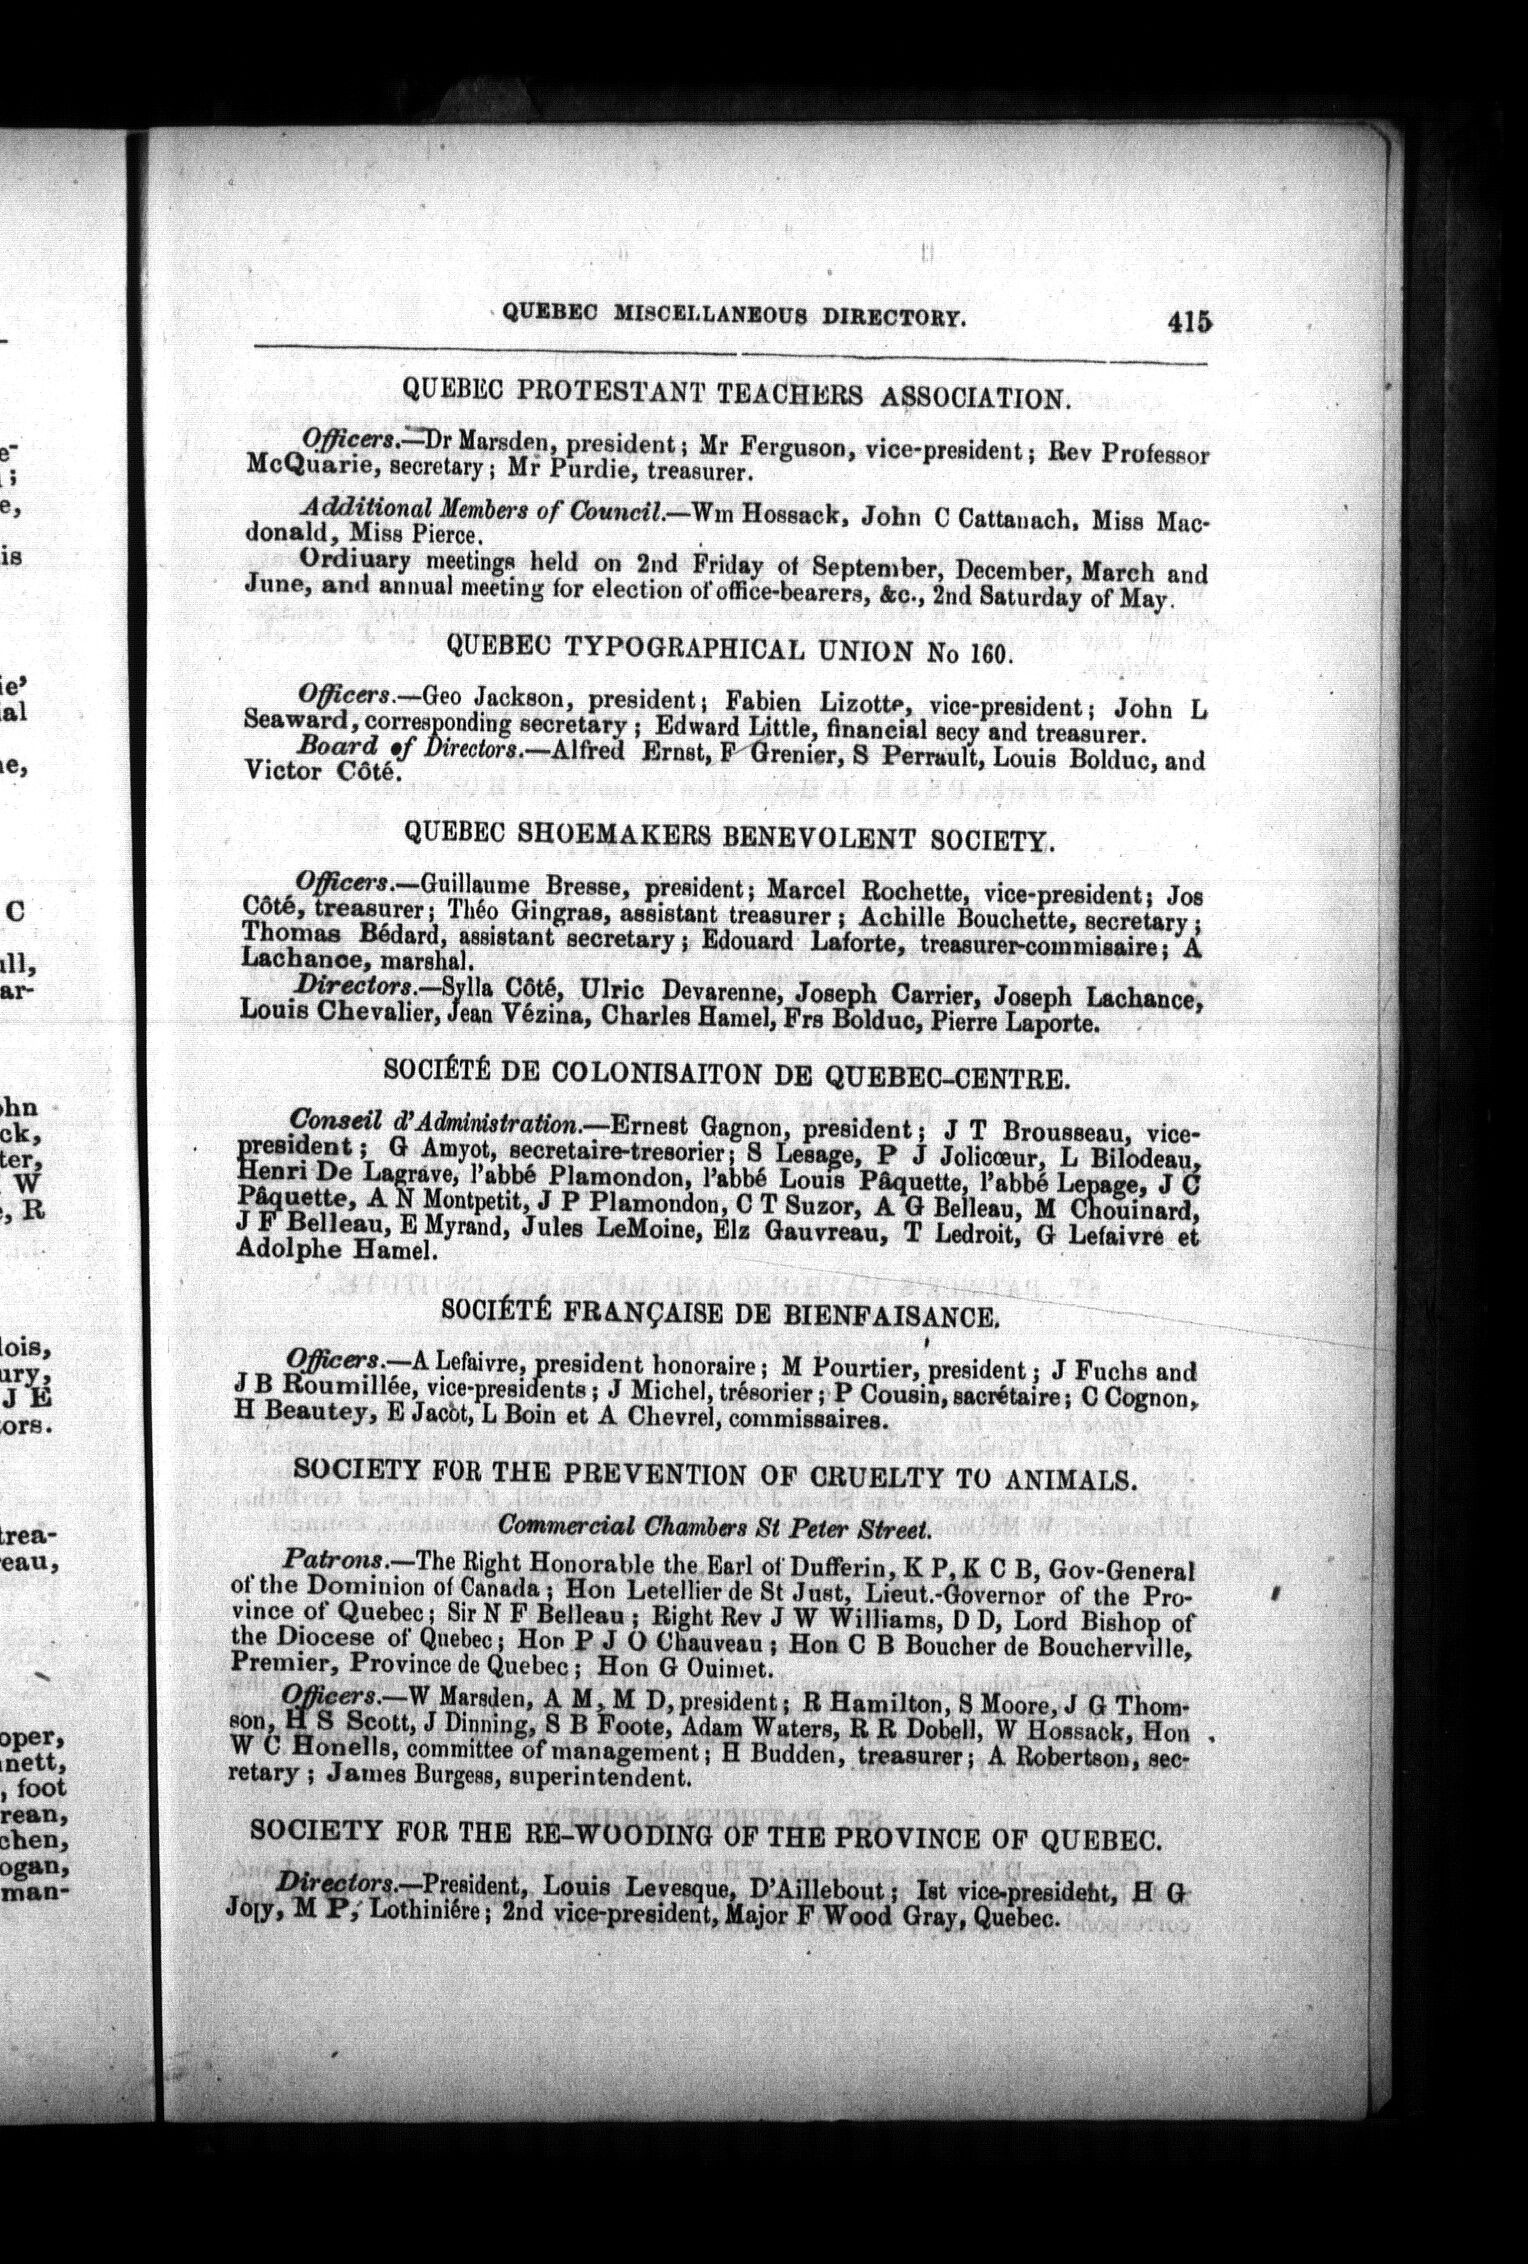 QUEBEC MISCELLANEOUS DIRECTORY. 415
QUEBEC PROTESTANT TEACHERS ASSOCIATION.
Officers.—Dr Marsden, president; Mr Ferguson, vice-president; Rev Professor
McQuarie, secretary; Mr Purdie, treasurer.
Additional Members of Council.—Wm Hossack, John C Cattanach, Miss Mac-
donald, Miss Pierce.
Ordiuary meetings held on 2nd Friday of September, December, March and
June, and annual meeting for election of office-bearers, &c., 2nd Saturday of May.
QUEBEC TYPOGRAPHICAL UNION No 160.
Officers.—Geo Jackson, president; Fabien Lizotte, vice-president; John L
Seaward, corresponding secretary; Edward Little, financial secy and treasurer.
Board of Directors.—Alfred Ernst, F Grenier, S Perrault, Louis Bolduc, and
Victor Côté.
QUEBEC SHOEMAKERS BENEVOLENT SOCIETY.
Officers.—Guillaume Bresse, president; Marcel Rochette, vice-president; Jos
Côté, treasurer; Théo Gingras, assistant treasurer; Achille Bouchette, secretary;
Thomas Bédard, assistant secretary; Edouard Laforte, treasurer-commisaire; A
Lachance, marshal.
Directors.—Sylla Côté, Ulric Devarenne, Joseph Carrier, Joseph Lachance,
Louis Chevalier, Jean Vézina, Charles Hamel, Frs Bolduc, Pierre Laporte.
SOCIÉTÉ DE COLONISAITON DE QUEBEC-CENTRE.
Conseil d'Administration.—Ernest Gagnon, president; J T Brousseau, vice-
president; G Amyot, secretaire-tresorier; S Lesage, P J Jolicœur, L Bilodeau,
Henri De Lagrave, l'abbé Plamondon, l'abbé Louis Pâquette, l'abbé Lepage, J C
Pâquette, A N Montpetit, J P Plamondon, C T Suzor, A G Belleau, M Chouinard,
J F Belleau, E Myrand, Jules LeMoine, Elz Gauvreau, T Ledroit, G Lefaivre et
Adolphe Hamel.
SOCIÉTÉ FRANÇAISE DE BIENFAISANCE.
Officers.—A Lefaivre, president honoraire; M Pourtier, president; J Fuchs and
J B Roumillée, vice-presidents; J Michel, trésorier; P Cousin, sacrétaire; C Cognon,
H Beautey, E Jacot, L Boin et A Chevrel, commissaires.
SOCIETY FOR THE PREVENTION OF CRUELTY TO ANIMALS.
Commercial Chambers St Peter Street.
Patrons.—The Right Honorable the Earl of Dufferin, K P, K C B, Gov-General
of the Dominion of Canada; Hon Letellier de St Just, Lieut.-Governor of the Pro-
vince of Quebec; Sir N F Belleau; Right Rev J W Williams, D D, Lord Bishop of
the Diocese of Quebec; Hon P J O Chauveau; Hon C B Boucher de Boucherville,
Premier, Province de Quebec; Hon G Ouimet.
Officers.—W Marsden, A M, M D, president; R Hamilton, S Moore, J G Thom-
son, H S Scott, J Dinning, S B Foote, Adam Waters, R R Dobell, W Hossack, Hon
W C Honells, committee of management; H Budden, treasurer; A Robertson, sec-
retary; James Burgess, superintendent.
SOCIETY FOR THE RE-WOODING OF THE PROVINCE OF QUEBEC.
Directors.—President, Louis Levesque, D'Aillebout; 1st vice-president, H G
Joly, M P, Lothiniére; 2nd vice-president, Major F Wood Gray, Quebec.